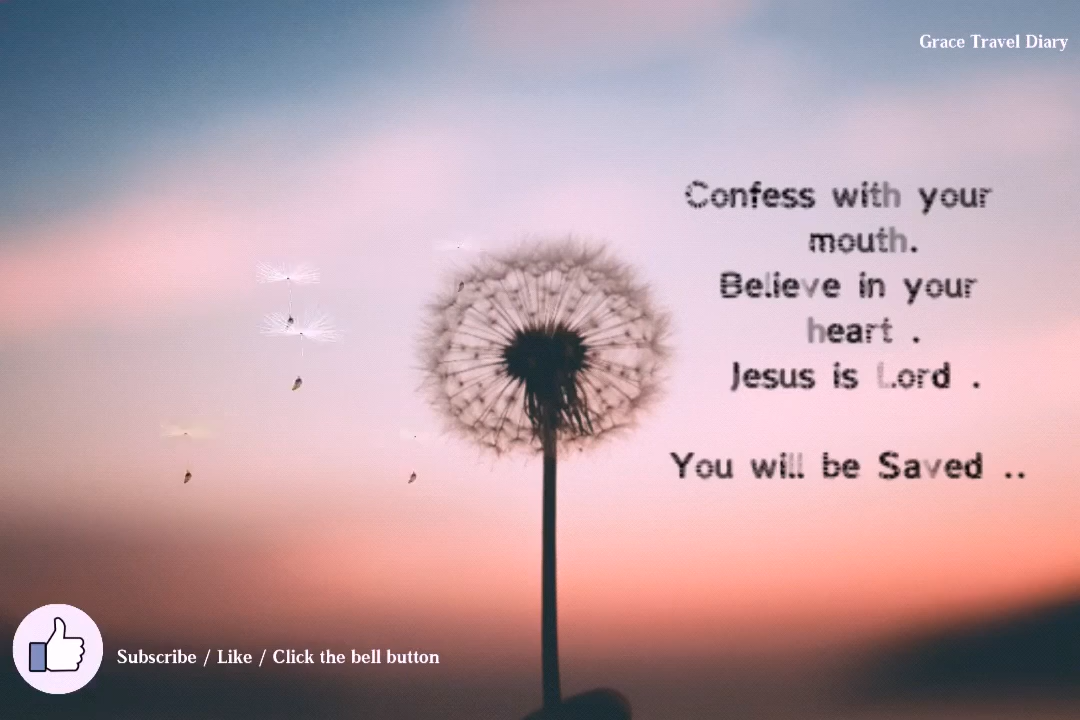 Grace Travel Diary
Confess with your
mouth.
Believe in your
heart .
Jesus is Lord .
You will be Saved ..
Subscribe / Like / Click the bell button